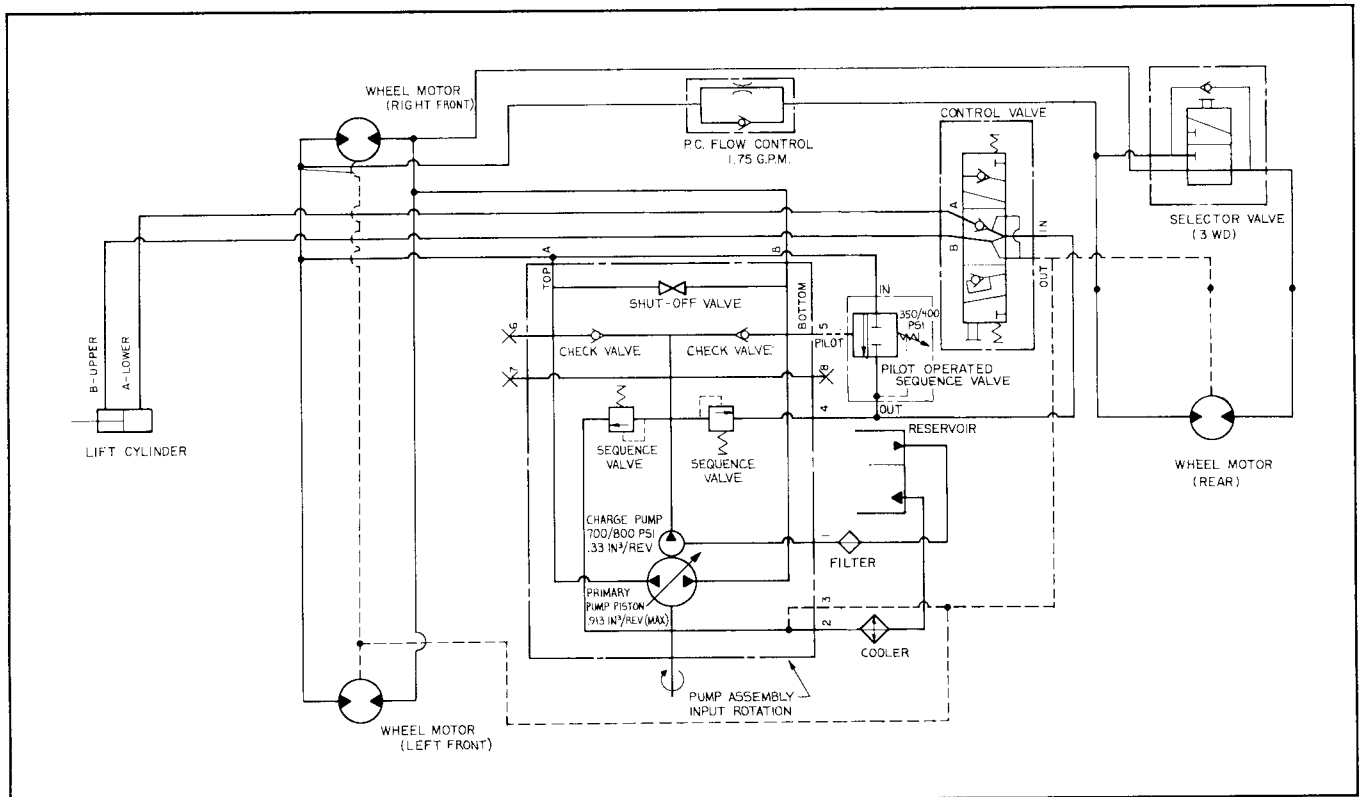 WHEEL MOTOR
(RIGHT FRONT)
P.C. FLOW CONTROL
1.75 G.P.M.
CONTROL VALVE
SELECTOR VALVE
(3 WD)
A
B
IN
OUT
A
TOP
B
BOTTOM
SHUT-OFF VALVE
6
CHECK VALVE
CHECK VALVE
5
PILOT
IN
350/400
PSI
PILOT OPERATED
SEQUENCE VALVE
OUT
7
8
4
B-UPPER
A-LOWER
LIFT CYLINDER
SEQUENCE
VALVE
SEQUENCE
VALVE
RESERVOIR
WHEEL MOTOR
(REAR)
CHARGE PUMP
700/800 PSI
.33 IN³/REV
1
FILTER
PRIMARY
PUMP PISTON
.913 IN³/REV (MAX)
3
2
COOLER
PUMP ASSEMBLY
INPUT ROTATION
WHEEL MOTOR
(LEFT FRONT)